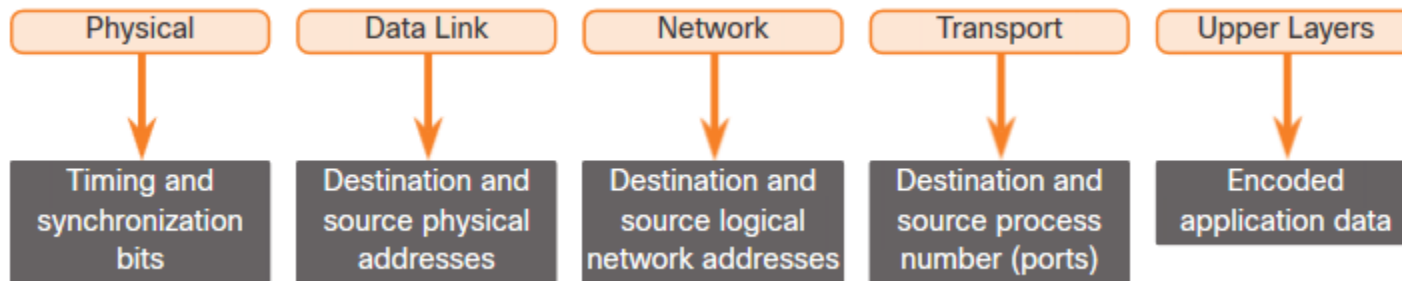 Physical
Data Link
Network
Transport
Upper Layers
Timing and
synchronization
bits
Destination and
source physical
addresses
Destination and
source logical
network addresses
Destination and
source process
number (ports)
Encoded
application data